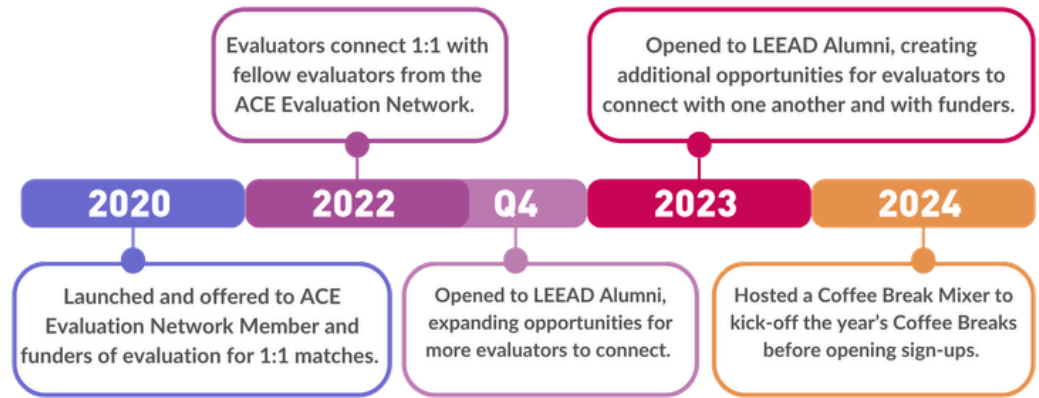 Evaluators connect 1:1 with
fellow evaluators from the
ACE Evaluation Network.
Opened to LEEAD Alumni, creating
additional opportunities for evaluators to
connect with one another and with funders.
2020
2022
Q4
2023
2024
Launched and offered to ACE
Evaluation Network Member and
funders of evaluation for 1:1 matches.
Opened to LEEAD Alumni,
expanding opportunities for
more evaluators to connect.
Hosted a Coffee Break Mixer to
kick-off the year's Coffee Breaks
before opening sign-ups.